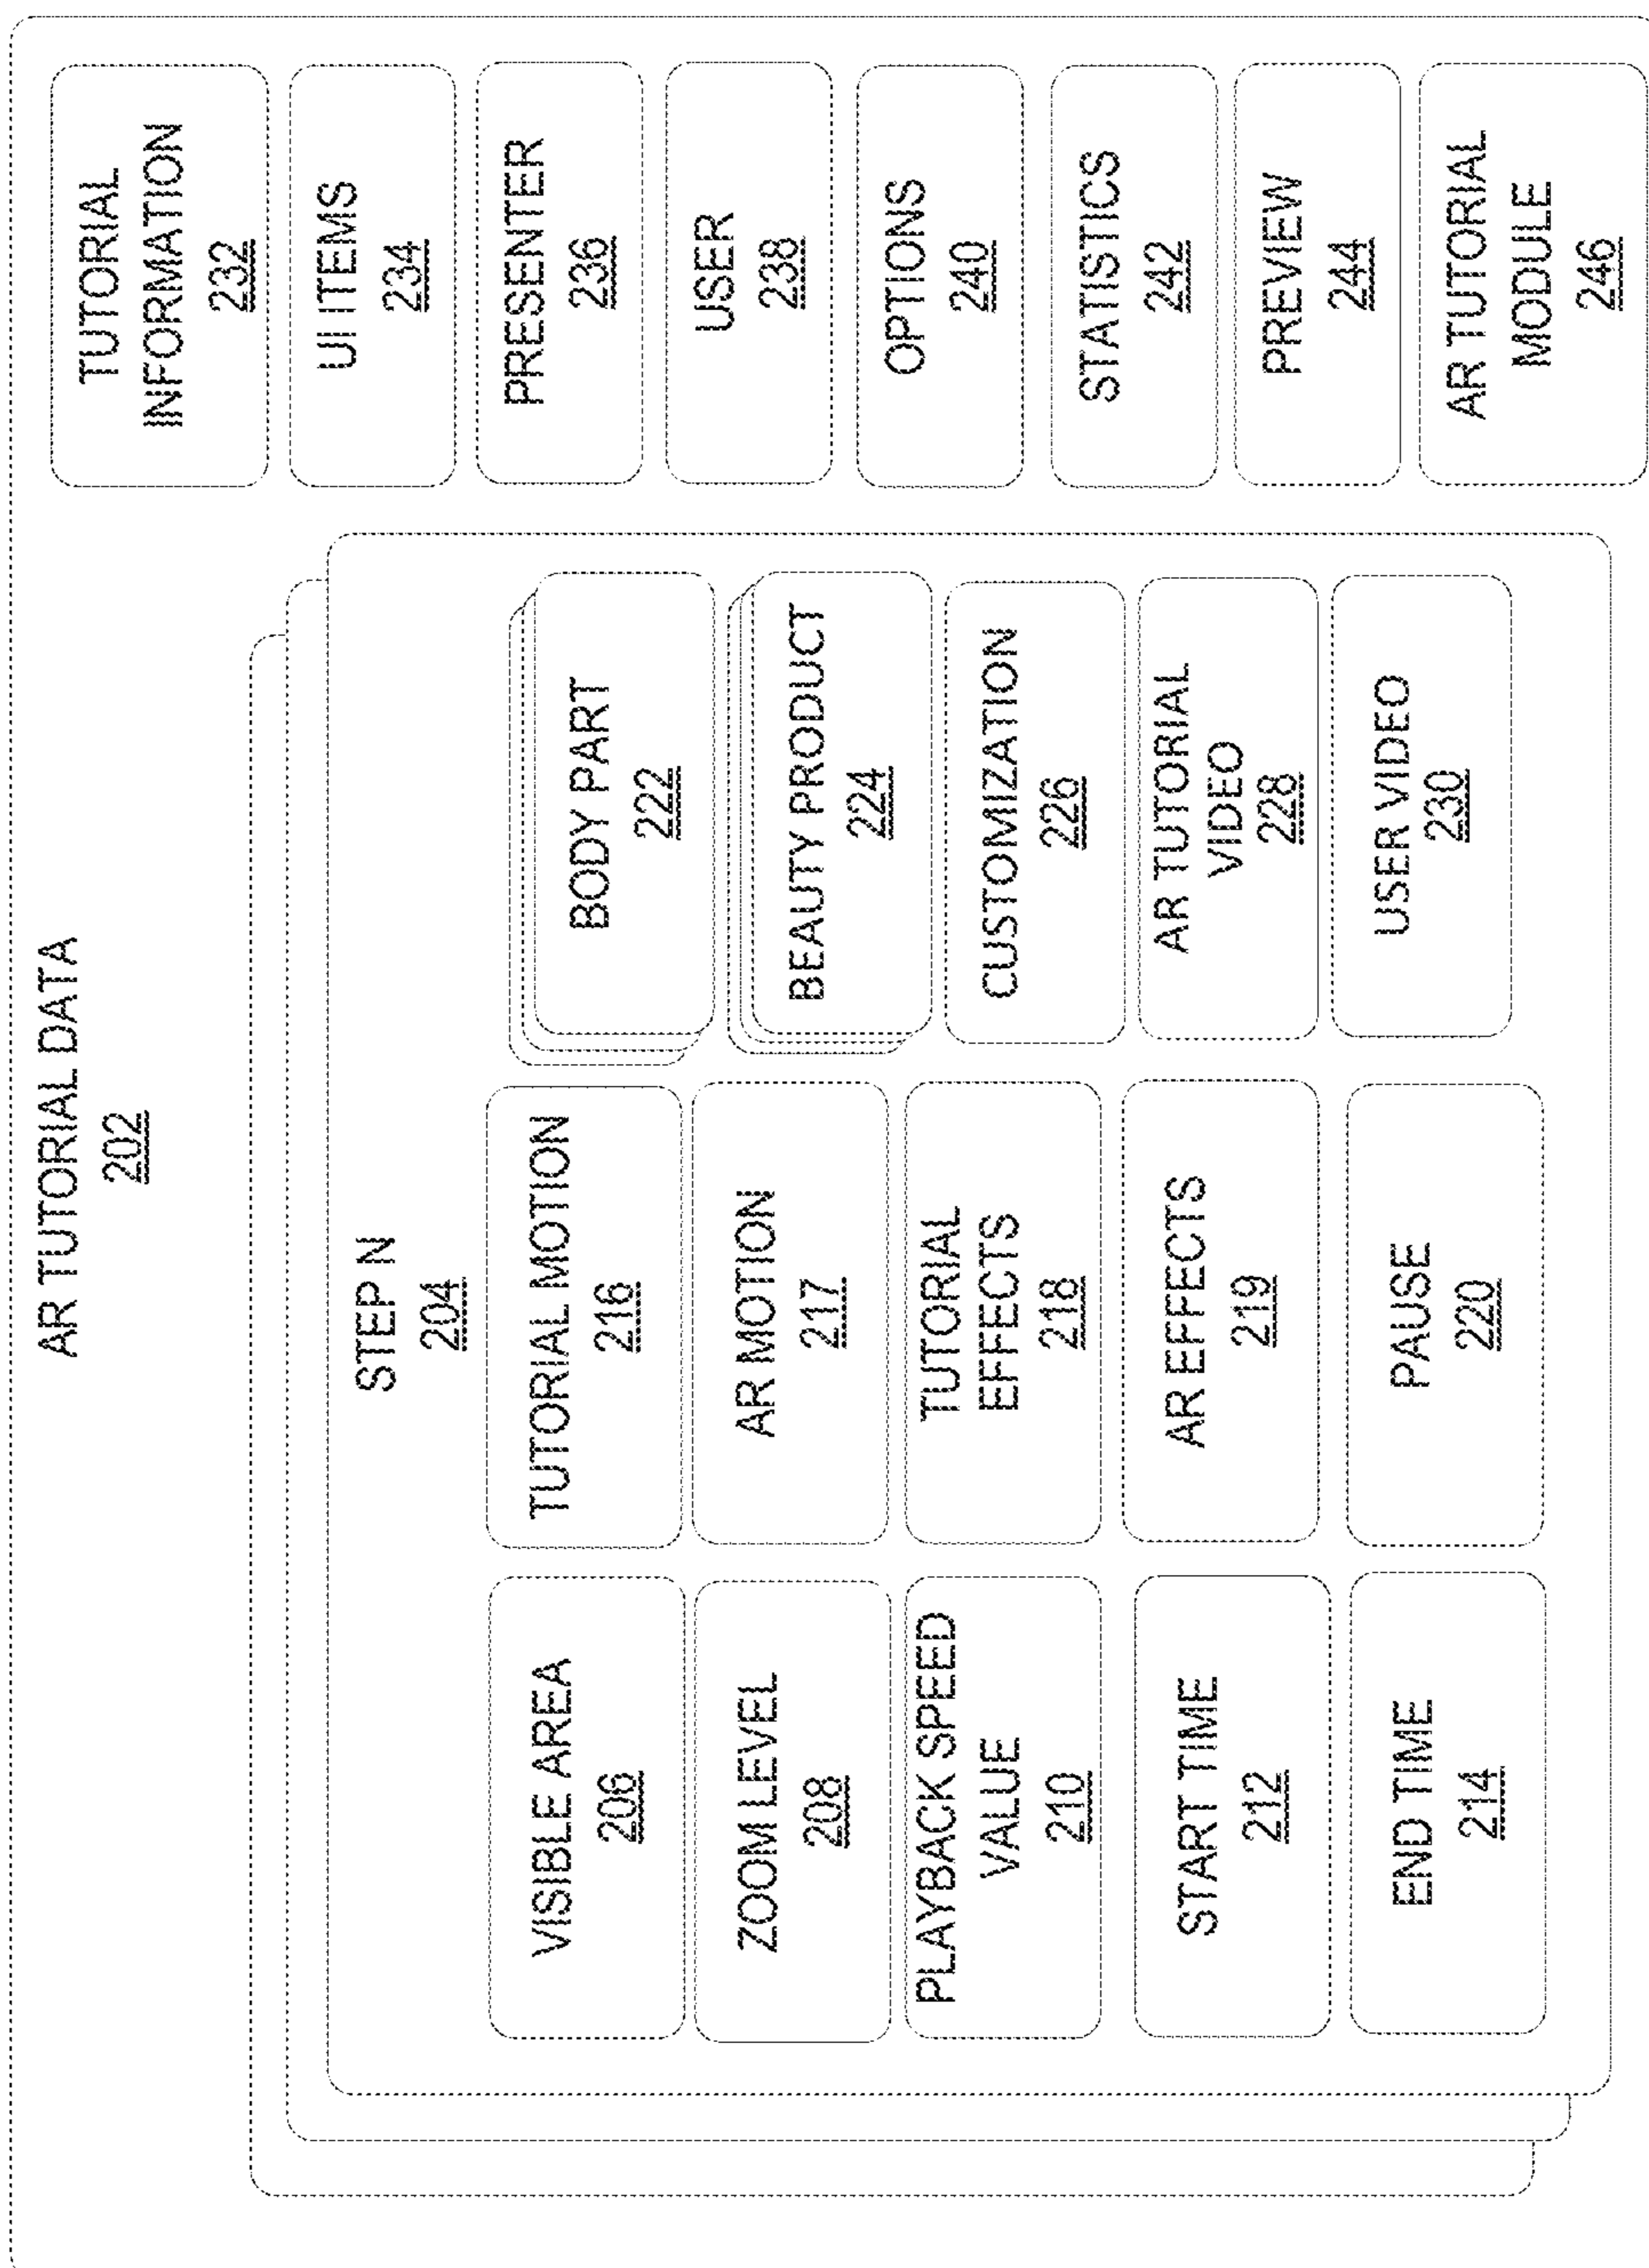 AR TUTORIAL DATA
202
STEP N
204
VISIBLE AREA
206
ZOOM LEVEL
208
PLAYBACK SPEED
VALUE
210
START TIME
212
END TIME
214
TUTORIAL MOTION
216
AR MOTION
217
TUTORIAL
EFFECTS
218
AR EFFECTS
219
PAUSE
220
BODY PART
222
BEAUTY PRODUCT
224
CUSTOMIZATION
226
AR TUTORIAL
VIDEO
228
USER VIDEO
230
TUTORIAL
INFORMATION
232
UI ITEMS
234
PRESENTER
236
USER
238
OPTIONS
240
STATISTICS
242
PREVIEW
244
AR TUTORIAL
MODULE
246